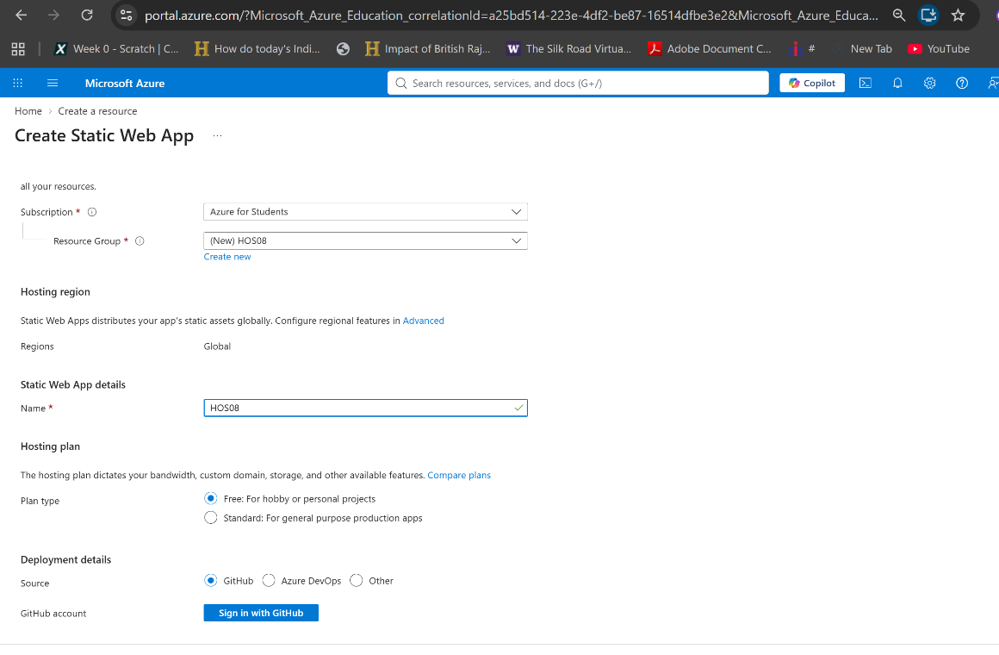 portal.azure.com/?Microsoft_Azure_Education_correlationId=a25bd514-223e-4df2-be87-16514dfbe3e2&Microsoft_Azure_Educa...
Week 0 - Scratch | C... How do today's Indi... Impact of British Raj... The Silk Road Virtua... Adobe Document C... # New Tab YouTube
Microsoft Azure Search resources, services, and docs (G+/) Copilot
Home > Create a resource
Create Static Web App ...
all your resources.
Subscription * Azure for Students
Resource Group * (New) HOS08
Create new
Hosting region
Static Web Apps distributes your app's static assets globally. Configure regional features in Advanced
Regions Global
Static Web App details
Name * HOS08
Hosting plan
The hosting plan dictates your bandwidth, custom domain, storage, and other available features. Compare plans
Plan type Free: For hobby or personal projects
Standard: For general purpose production apps
Deployment details
Source GitHub Azure DevOps Other
GitHub account Sign in with GitHub